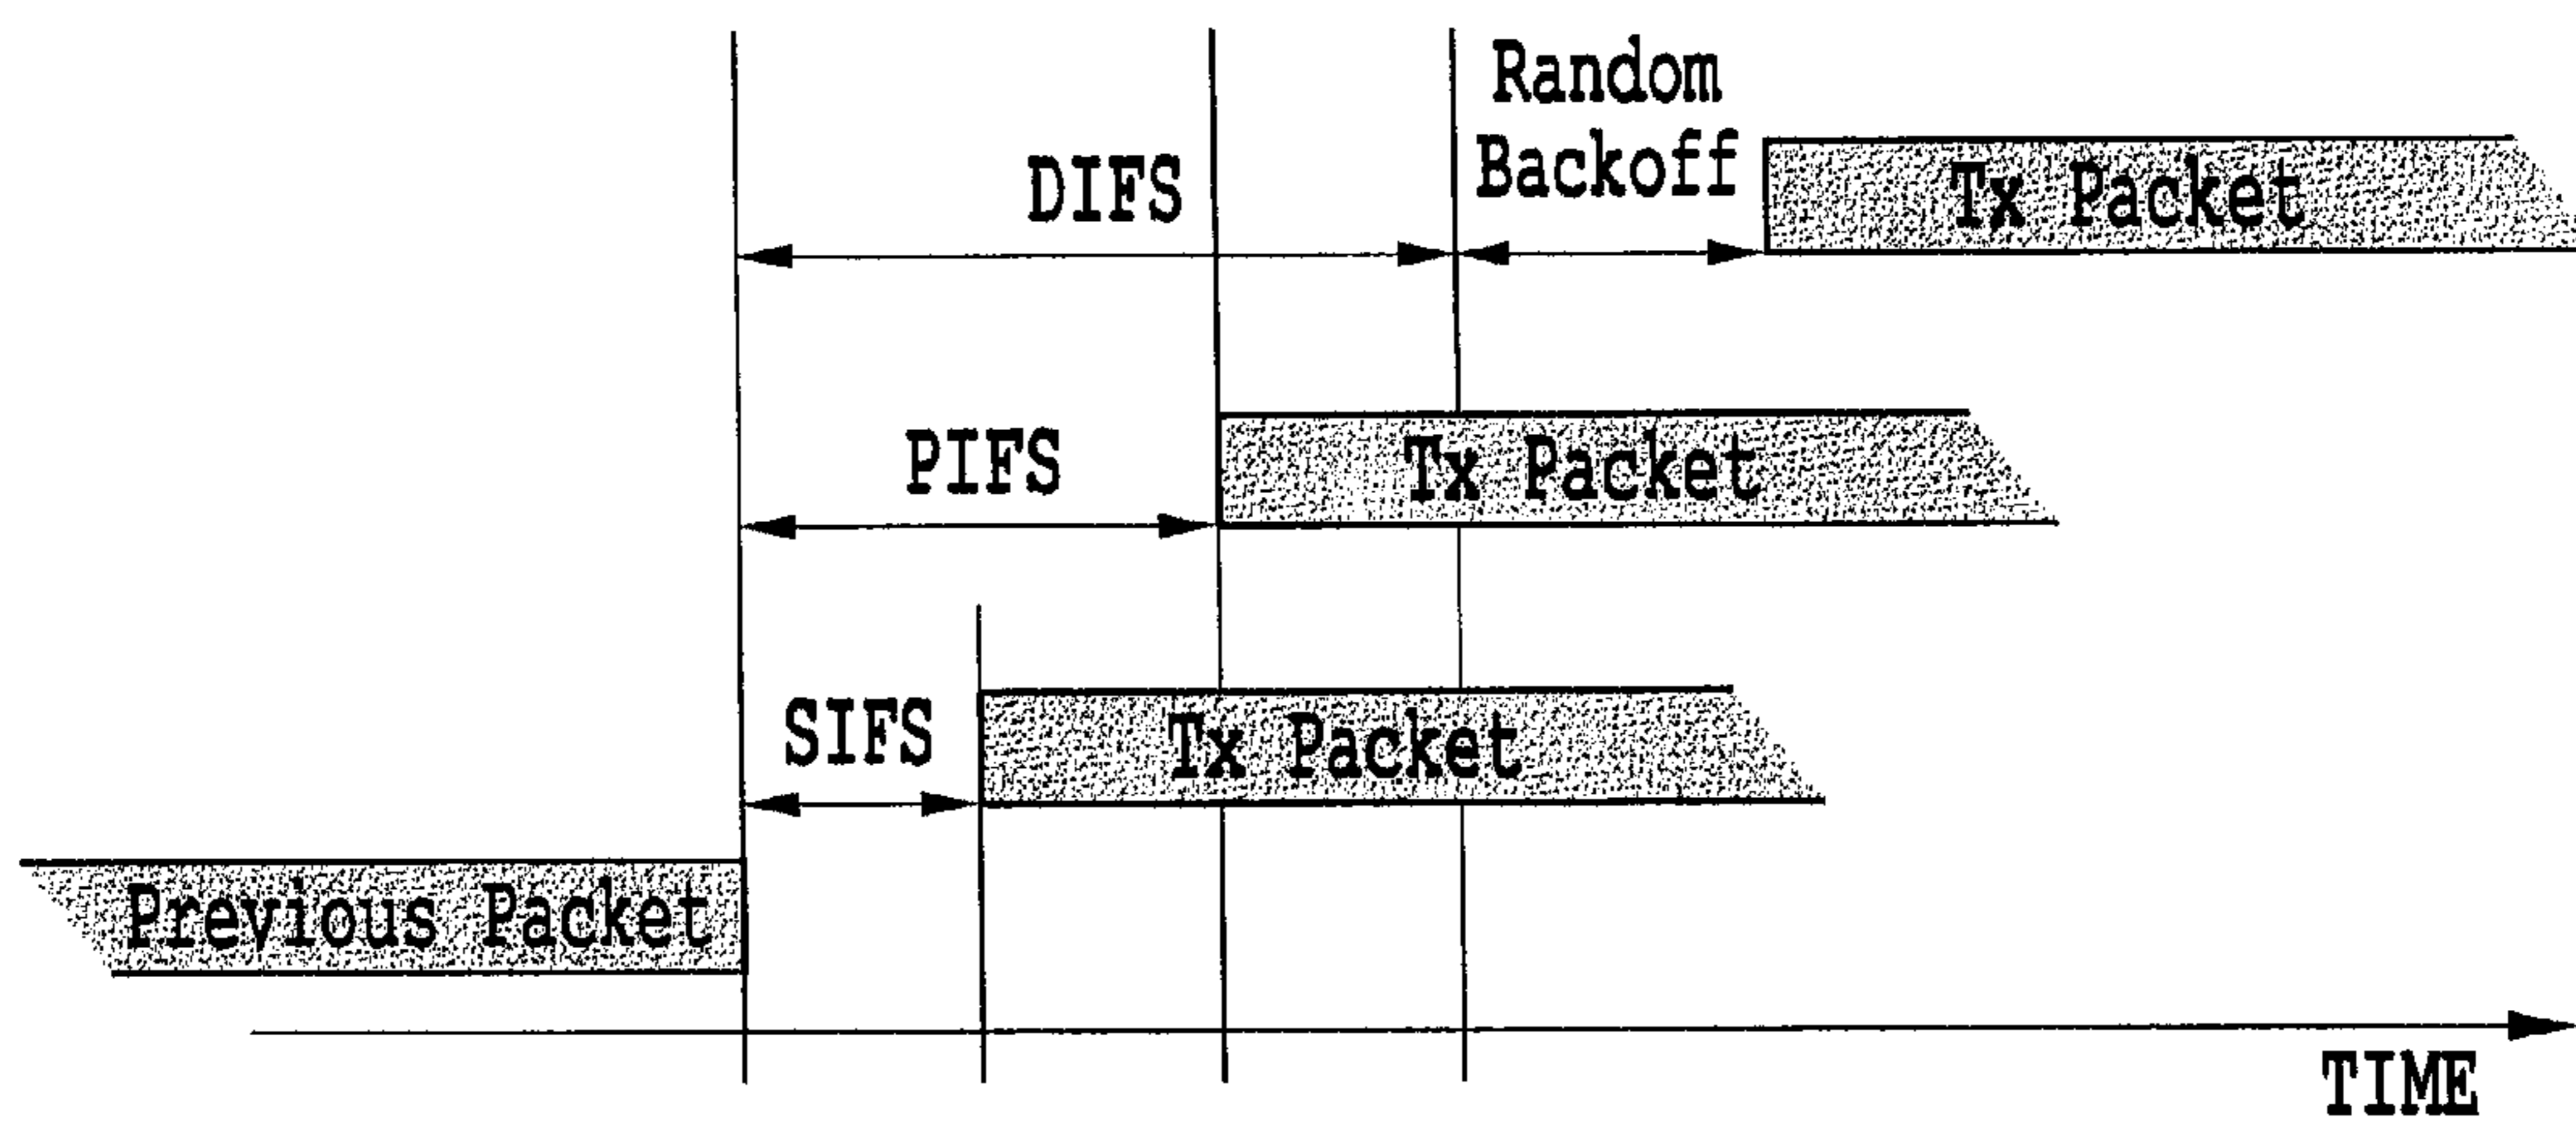 Random
Backoff
DIFS
Tx Packet
PIFS
Tx Packet
SIFS
Tx Packet
Previous Packet
TIME